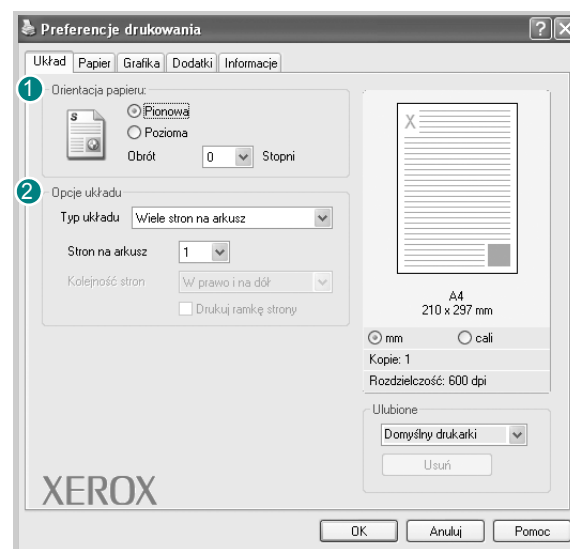 Preferencje drukowania
Układ Papier Grafika Dodatki Informacje
1 Orientacja papieru:
S
Pionowa
Pozioma
Obrót 0 Stopni
2 Opcje układu
Typ układu Wiele stron na arkusz
Stron na arkusz 1
Kolejność stron W prawo i na dół
Drukuj ramkę strony
X
A4
210 x 297 mm
mm cali
Kopie: 1
Rozdzielczość: 600 dpi
Ulubione
Domyślny drukarki
Usuń
XEROX
OK Anuluj Pomoc